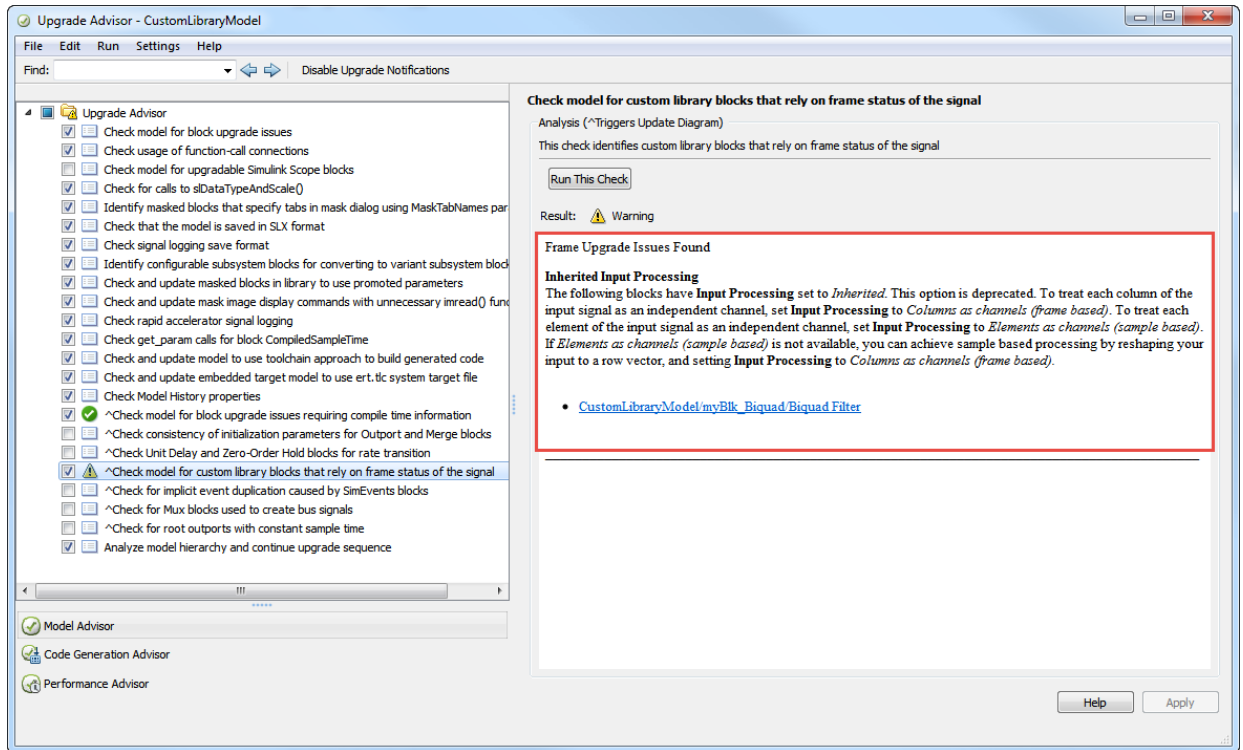 Upgrade Advisor - CustomLibraryModel
File Edit Run Settings Help
Find: Disable Upgrade Notifications
Upgrade Advisor
Check model for block upgrade issues
Check usage of function-call connections
Check model for upgradable Simulink Scope blocks
Check for calls to slDataTypeAndScale()
Identify masked blocks that specify tabs in mask dialog using MaskTabNames par
Check that the model is saved in SLX format
Check signal logging save format
Identify configurable subsystem blocks for converting to variant subsystem block
Check and update masked blocks in library to use promoted parameters
Check and update mask image display commands with unnecessary imread() func
Check rapid accelerator signal logging
Check get_param calls for block CompiledSampleTime
Check and update model to use toolchain approach to build generated code
Check and update embedded target model to use ert.tlc system target file
Check Model History properties
^Check model for block upgrade issues requiring compile time information
^Check consistency of initialization parameters for Outport and Merge blocks
^Check Unit Delay and Zero-Order Hold blocks for rate transition
^Check model for custom library blocks that rely on frame status of the signal
^Check for implicit event duplication caused by SimEvents blocks
^Check for Mux blocks used to create bus signals
^Check for root outports with constant sample time
Analyze model hierarchy and continue upgrade sequence
Model Advisor
Code Generation Advisor
Performance Advisor
Check model for custom library blocks that rely on frame status of the signal
Analysis (^Triggers Update Diagram)
This check identifies custom library blocks that rely on frame status of the signal
Run This Check
Result: Warning
Frame Upgrade Issues Found
Inherited Input Processing
The following blocks have Input Processing set to Inherited. This option is deprecated. To treat each column of the
input signal as an independent channel, set Input Processing to Columns as channels (frame based). To treat each
element of the input signal as an independent channel, set Input Processing to Elements as channels (sample based).
If Elements as channels (sample based) is not available, you can achieve sample based processing by reshaping your
input to a row vector, and setting Input Processing to Columns as channels (frame based).
• CustomLibraryModel/myBlk_Biquad/Biquad Filter
Help Apply